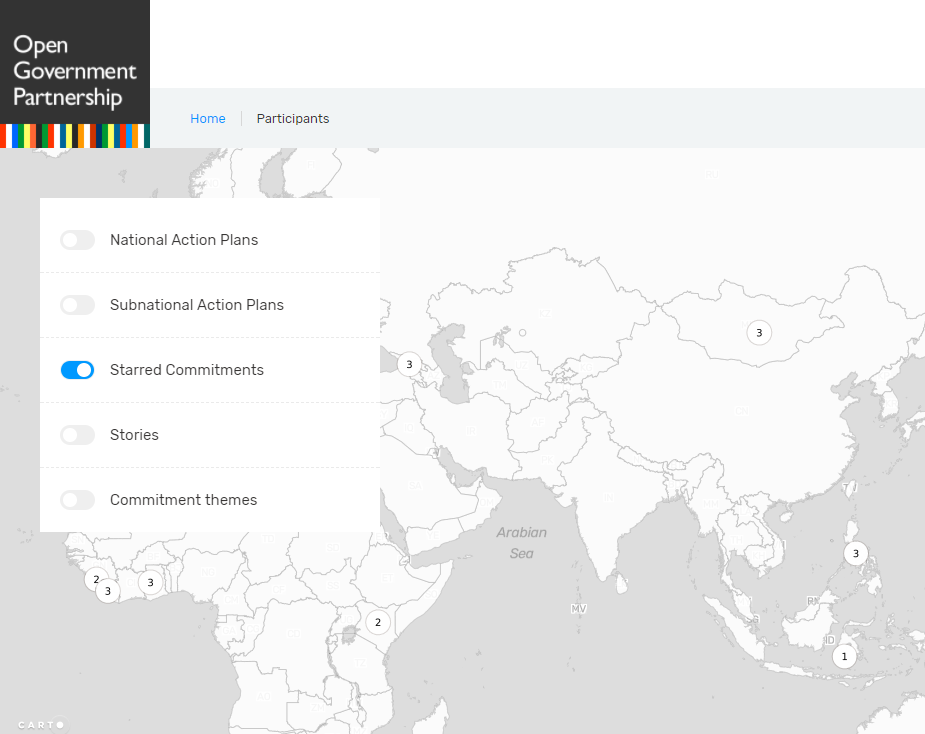 Open
Government
Partnership
Home
Participants
National Action Plans
Subnational Action Plans
Starred Commitments
Stories
Commitment themes
3
3
Arabian
Sea
3
2
3
3
2
MV
ID
1
CARTO